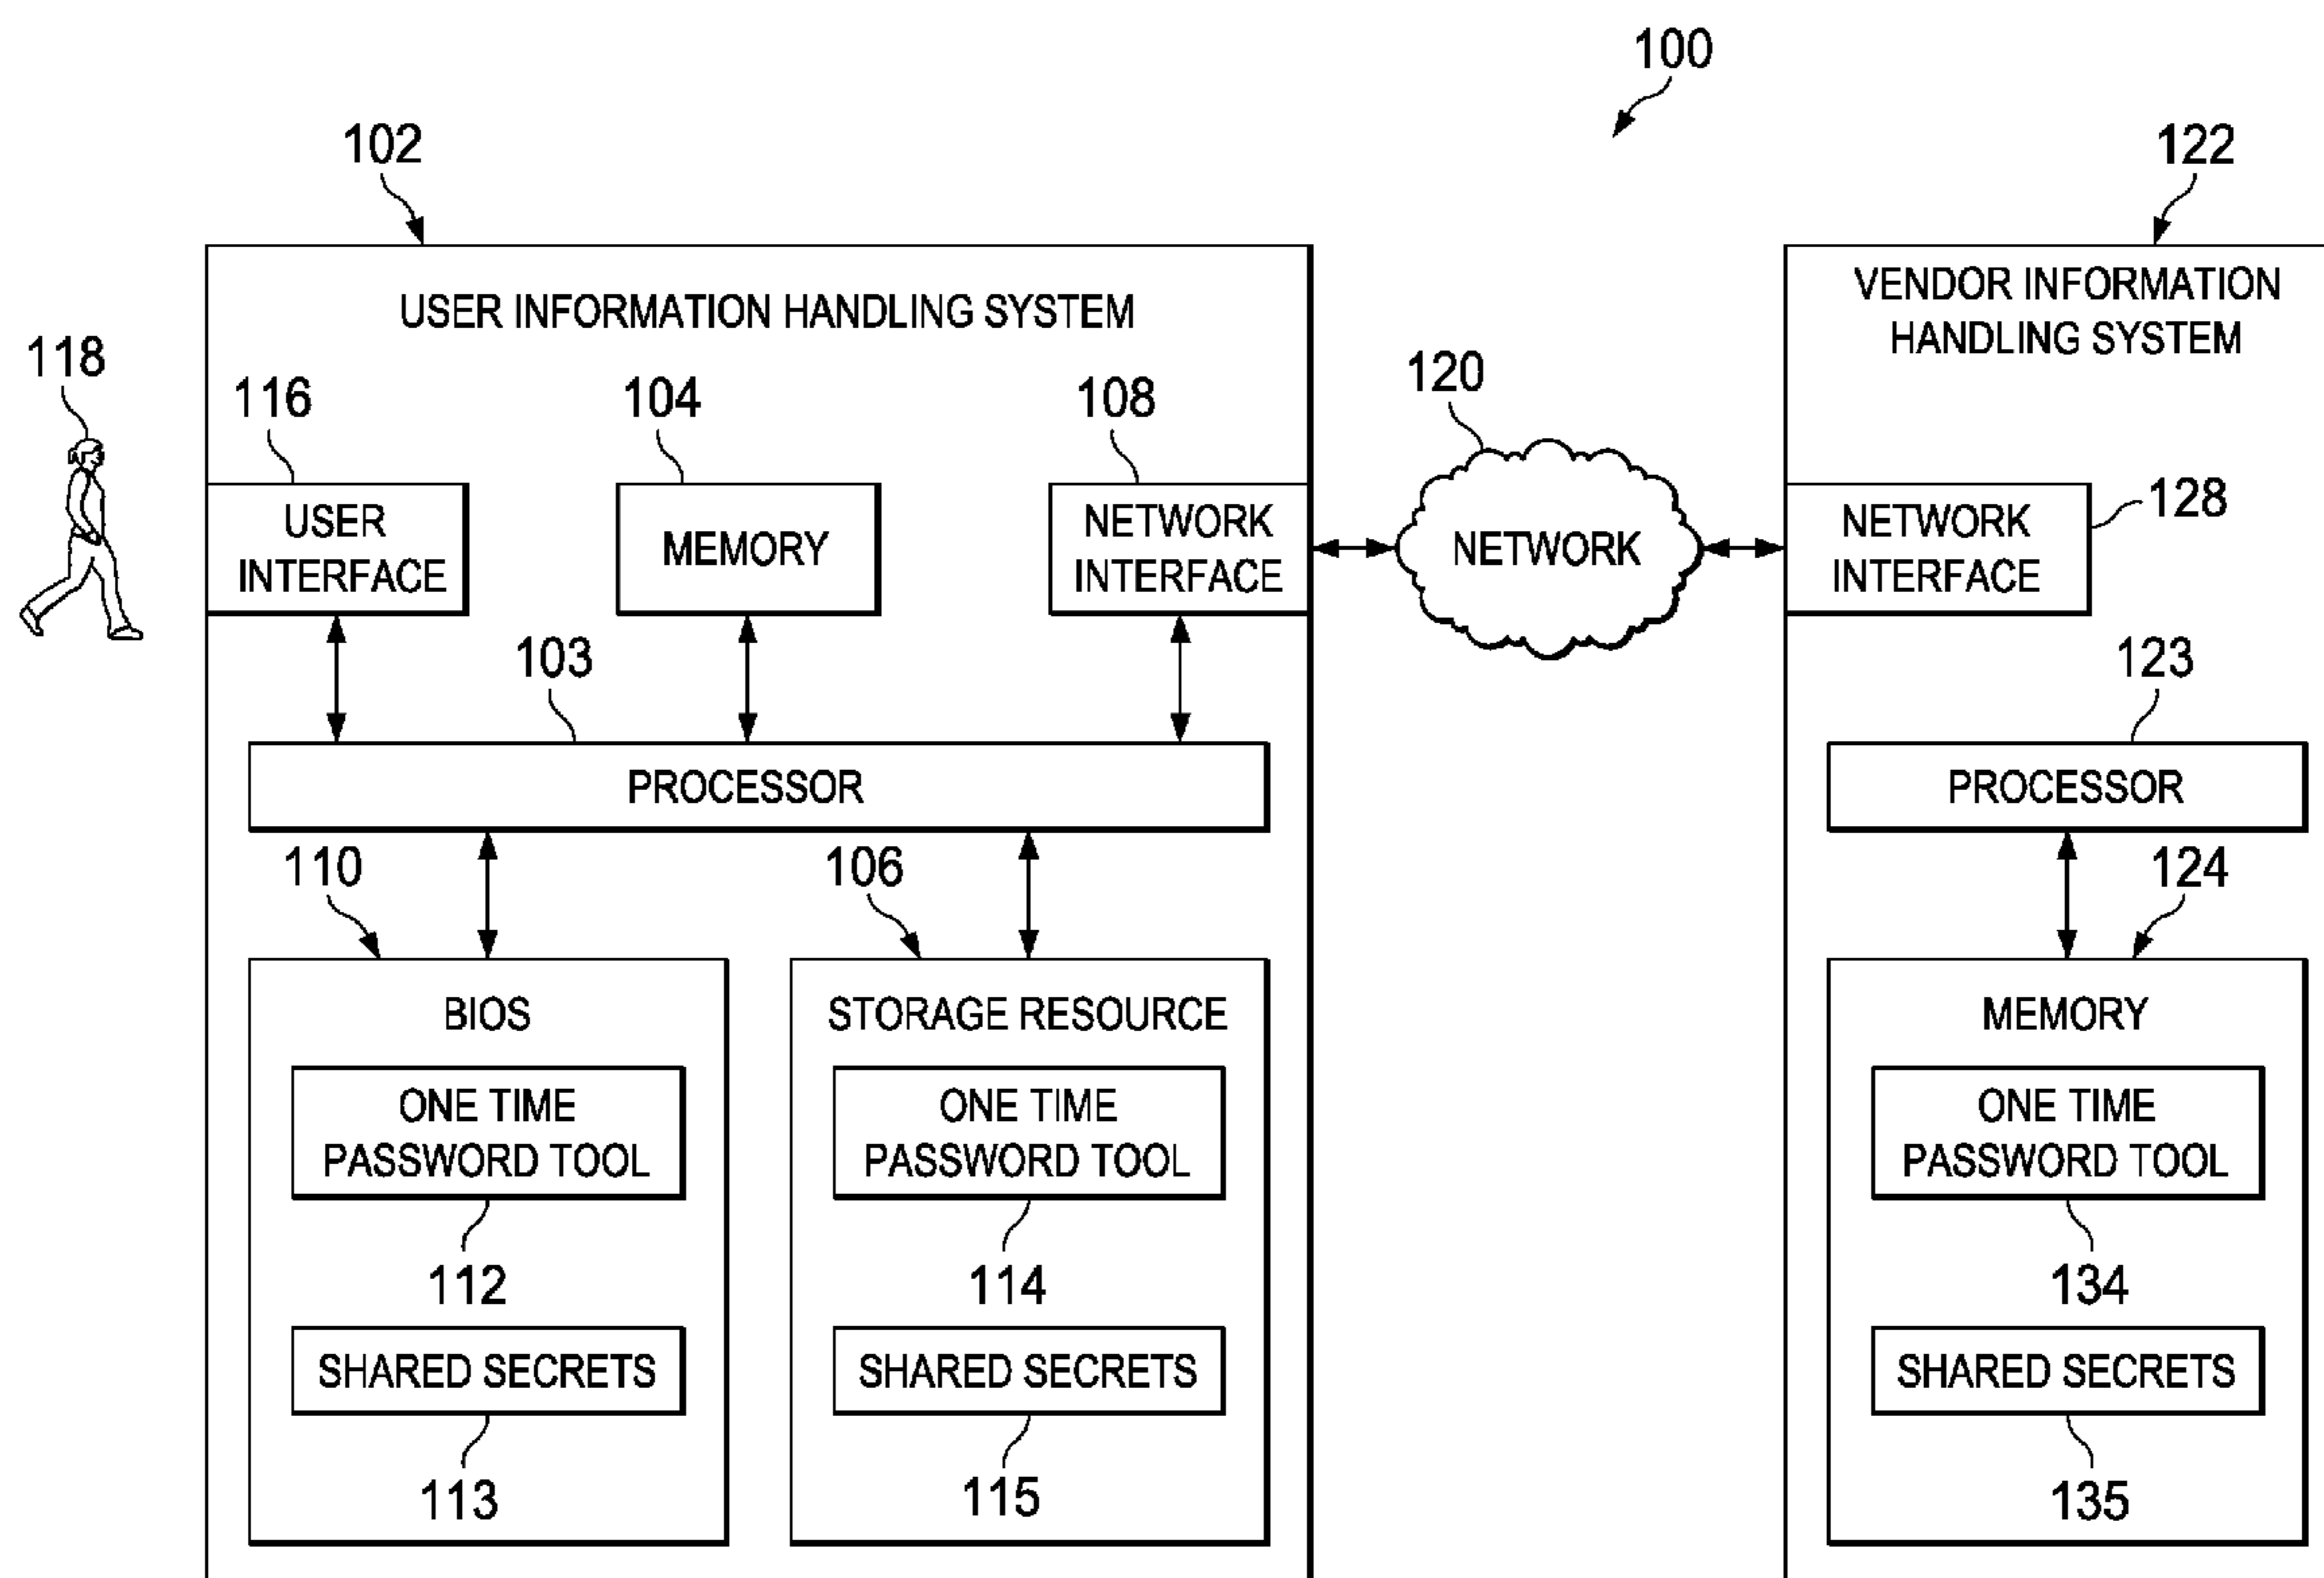 100
102
122
USER INFORMATION HANDLING SYSTEM
VENDOR INFORMATION
HANDLING SYSTEM
118
116
104
108
120
128
USER
INTERFACE
MEMORY
NETWORK
INTERFACE
NETWORK
NETWORK
INTERFACE
103
123
PROCESSOR
PROCESSOR
110
106
124
BIOS
STORAGE RESOURCE
MEMORY
ONE TIME
PASSWORD TOOL
ONE TIME
PASSWORD TOOL
ONE TIME
PASSWORD TOOL
112
114
134
SHARED SECRETS
SHARED SECRETS
SHARED SECRETS
113
115
135